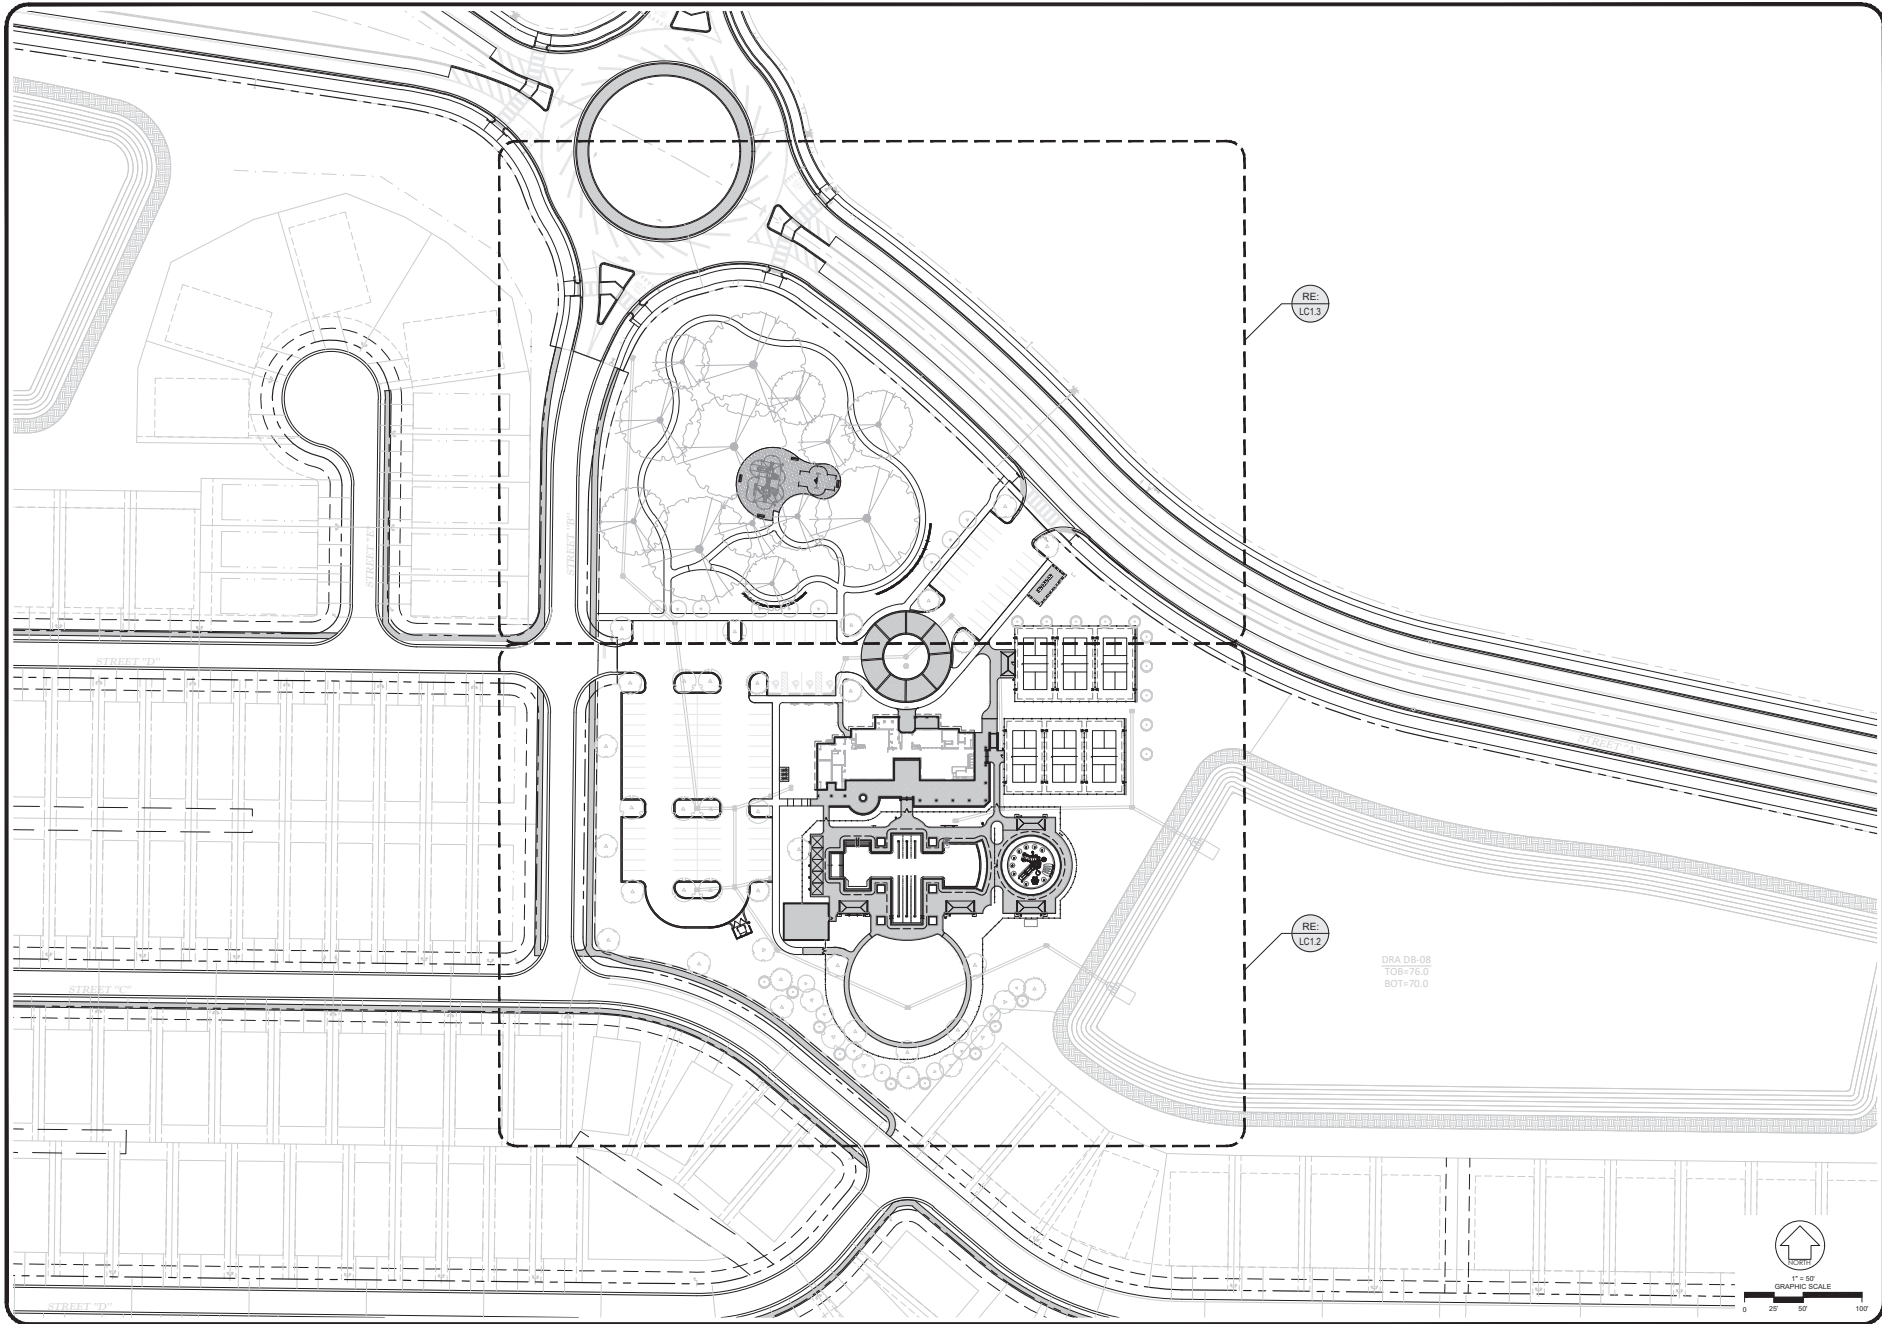 RE:
LC1.3
STREET "B"
STREET "E"
STREET "D"
STREET "A"
RE:
LC1.2
DRA DB-08
TOB=76.0
BOT=70.0
STREET "C"
NORTH
1" = 50'
GRAPHIC SCALE
0 25' 50' 100'
STREET "D"